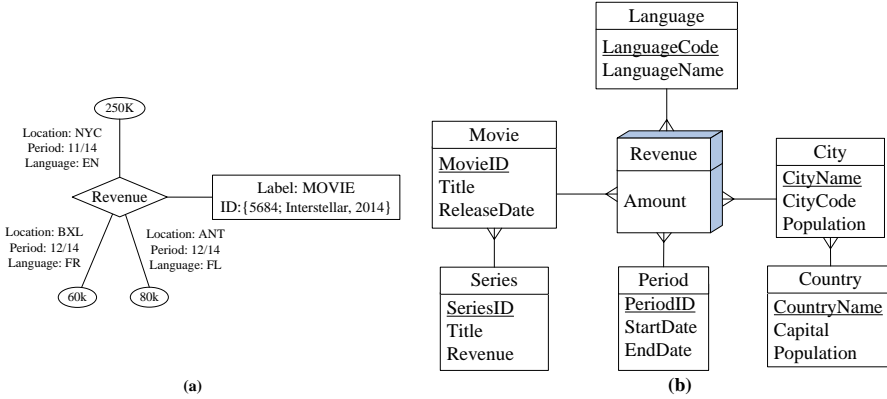 250K
Location: NYC
Period: 11/14
Language: EN
Revenue
Label: MOVIE
ID:{5684; Interstellar, 2014}
Location: BXL
Period: 12/14
Language: FR
Location: ANT
Period: 12/14
Language: FL
60k
80k
(a)
Language
LanguageCode
LanguageName
Movie
MovieID
Title
ReleaseDate
Revenue
Amount
City
CityName
CityCode
Population
Series
SeriesID
Title
Revenue
Period
PeriodID
StartDate
EndDate
Country
CountryName
Capital
Population
(b)